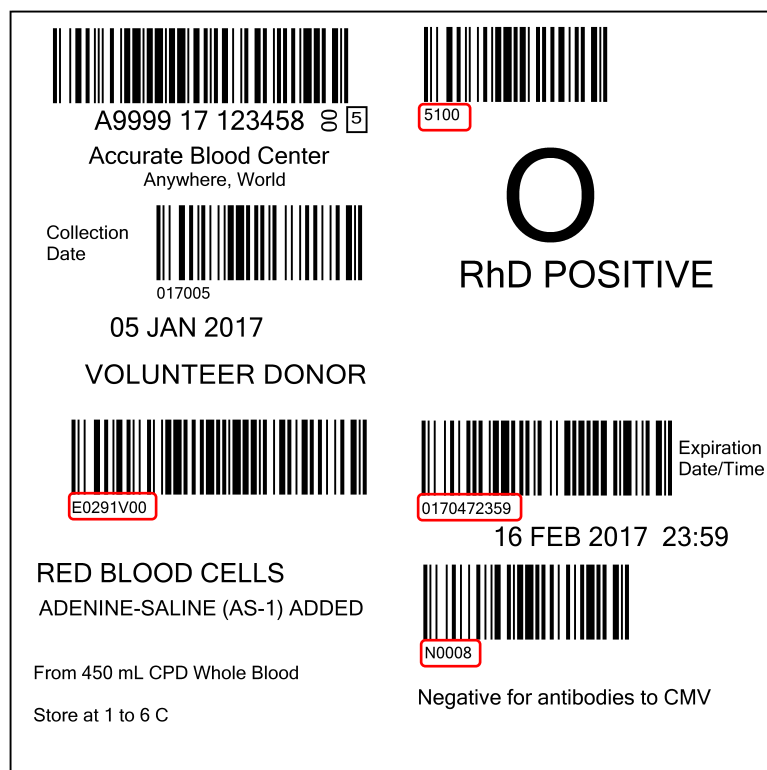 A9999 17 123458 00 5
Accurate Blood Center
Anywhere, World
Collection
Date
017005
05 JAN 2017
VOLUNTEER DONOR
5100
O
RhD POSITIVE
E0291V00
RED BLOOD CELLS
ADENINE-SALINE (AS-1) ADDED
From 450 mL CPD Whole Blood
Store at 1 to 6 C
Expiration
Date/Time
0170472359
16 FEB 2017 23:59
N0008
Negative for antibodies to CMV